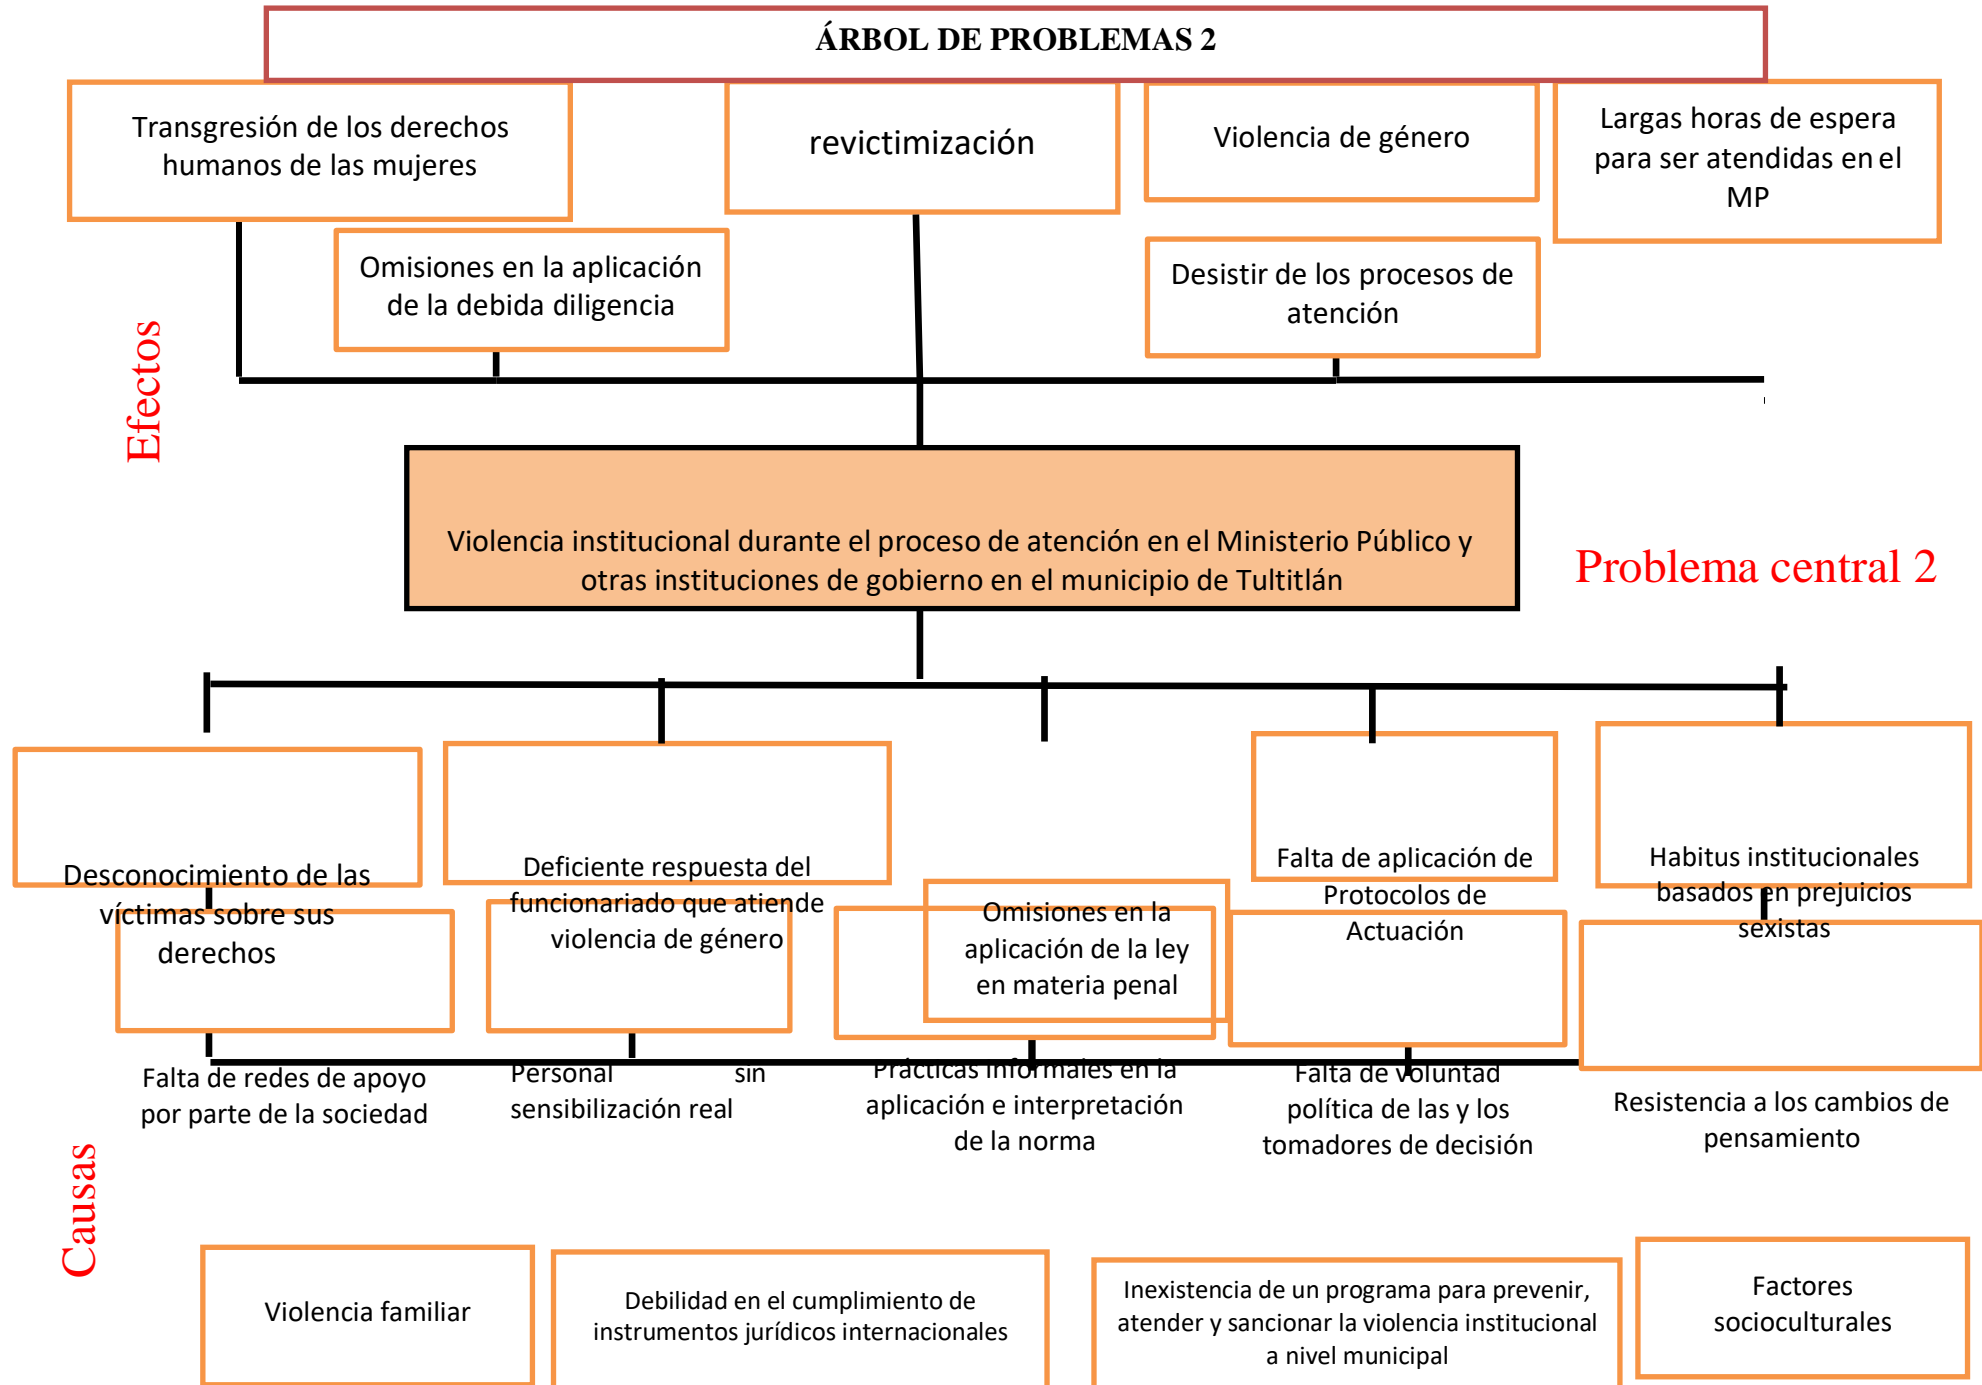 ÁRBOL DE PROBLEMAS 2
Transgresión de los derechos
humanos de las mujeres
revictimización
Violencia de género
Largas horas de espera
para ser atendidas en el
MP
Omisiones en la aplicación
de la debida diligencia
Desistir de los procesos de
atención
Efectos
Violencia institucional durante el proceso de atención en el Ministerio Público y
otras instituciones de gobierno en el municipio de Tultitlán
Problema central 2
Desconocimiento de las
víctimas sobre sus
derechos
Deficiente respuesta del
funcionariado que atiende
violencia de género
Omisiones en la
aplicación de la ley
en materia penal
Falta de aplicación de
Protocolos de
Actuación
Habitus institucionales
basados en prejuicios
sexistas
Falta de redes de apoyo
por parte de la sociedad
Personal sin
sensibilización real
Prácticas informales en la
aplicación e interpretación
de la norma
Falta de voluntad
política de las y los
tomadores de decisión
Resistencia a los cambios de
pensamiento
Causas
Violencia familiar
Debilidad en el cumplimiento de
instrumentos jurídicos internacionales
Inexistencia de un programa para prevenir,
atender y sancionar la violencia institucional
a nivel municipal
Factores
socioculturales